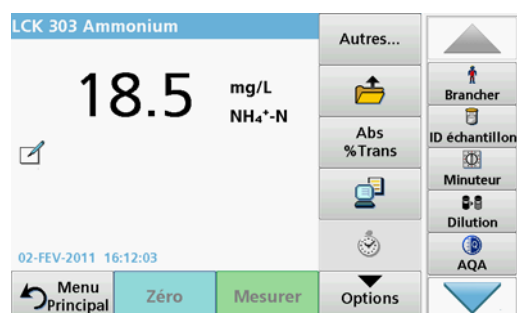 LCK 303 Ammonium
18.5 mg/L
NH₄⁺-N
02-FEV-2011 16:12:03
Menu
Principal
Zéro
Mesurer
Autres...
Abs
%Trans
Options
Brancher
ID échantillon
Minuteur
Dilution
AQA